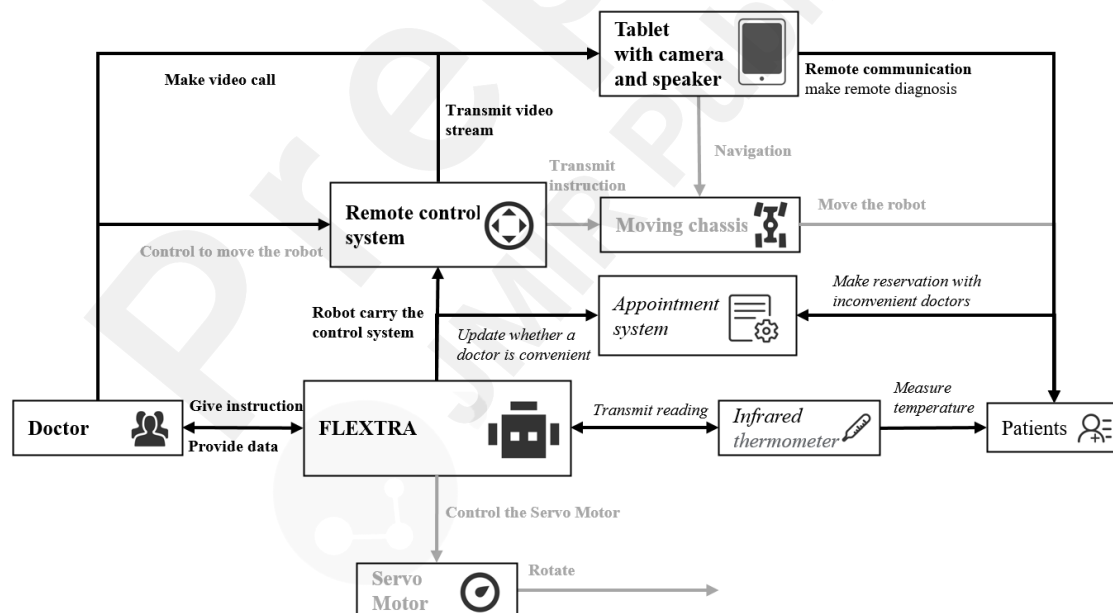 Tablet
with camera
and speaker
Make video call
Remote communication
make remote diagnosis
Transmit video
stream
Navigation
Transmit
instruction
Remote control
system
Moving chassis
Move the robot
Control to move the robot
Robot carry the
control system
Appointment
system
Make reservation with
inconvenient doctors
Update whether a
doctor is convenient
Doctor
Give instruction
Provide data
FLEXTRA
Transmit reading
Infrared
thermometer
Measure
temperature
Patients
Control the Servo Motor
Servo
Motor
Rotate